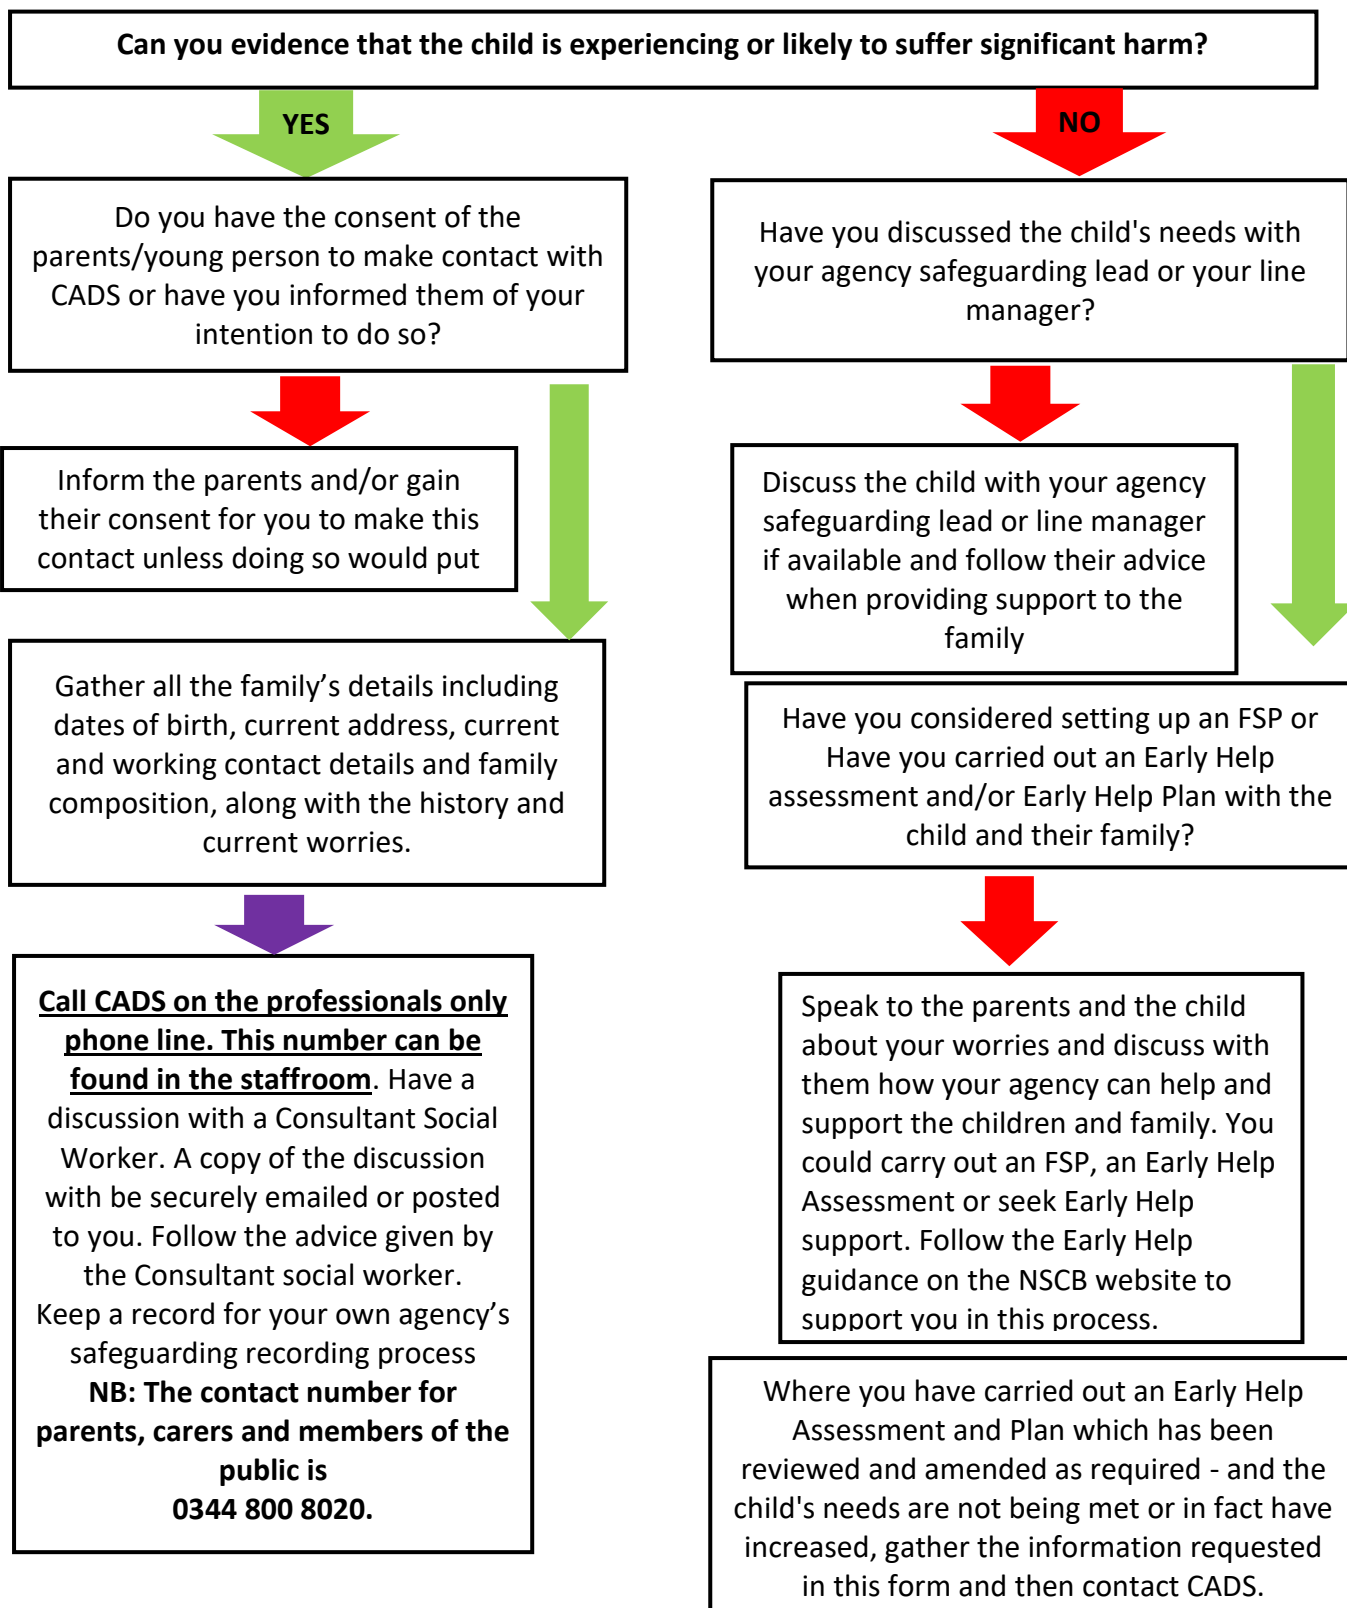 Can you evidence that the child is experiencing or likely to suffer significant harm?
YES
NO
Do you have the consent of the
parents/young person to make contact with
CADS or have you informed them of your
intention to do so?
Have you discussed the child's needs with
your agency safeguarding lead or your line
manager?
Inform the parents and/or gain
their consent for you to make this
contact unless doing so would put
Discuss the child with your agency
safeguarding lead or line manager
if available and follow their advice
when providing support to the
family
Gather all the family’s details including
dates of birth, current address, current
and working contact details and family
composition, along with the history and
current worries.
Have you considered setting up an FSP or
Have you carried out an Early Help
assessment and/or Early Help Plan with the
child and their family?
Call CADS on the professionals only
phone line. This number can be
found in the staffroom. Have a
discussion with a Consultant Social
Worker. A copy of the discussion
with be securely emailed or posted
to you. Follow the advice given by
the Consultant social worker.
Keep a record for your own agency’s
safeguarding recording process
NB: The contact number for
parents, carers and members of the
public is
0344 800 8020.
Speak to the parents and the child
about your worries and discuss with
them how your agency can help and
support the children and family. You
could carry out an FSP, an Early Help
Assessment or seek Early Help
support. Follow the Early Help
guidance on the NSCB website to
support you in this process.
Where you have carried out an Early Help
Assessment and Plan which has been
reviewed and amended as required - and the
child's needs are not being met or in fact have
increased, gather the information requested
in this form and then contact CADS.